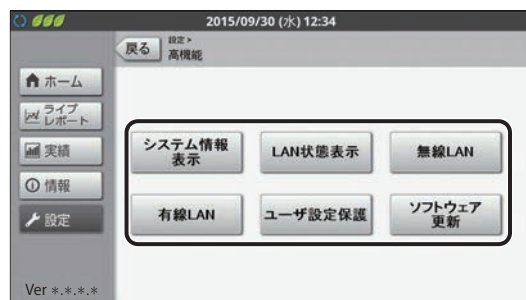 2015/09/30 (水) 12:34
戻る
設定 >
高機能
ホーム
ライブ
レポート
実績
情報
設定
システム情報
表示
LAN状態表示
無線LAN
有線LAN
ユーザ設定保護
ソフトウェア
更新
Ver *.*.*.*